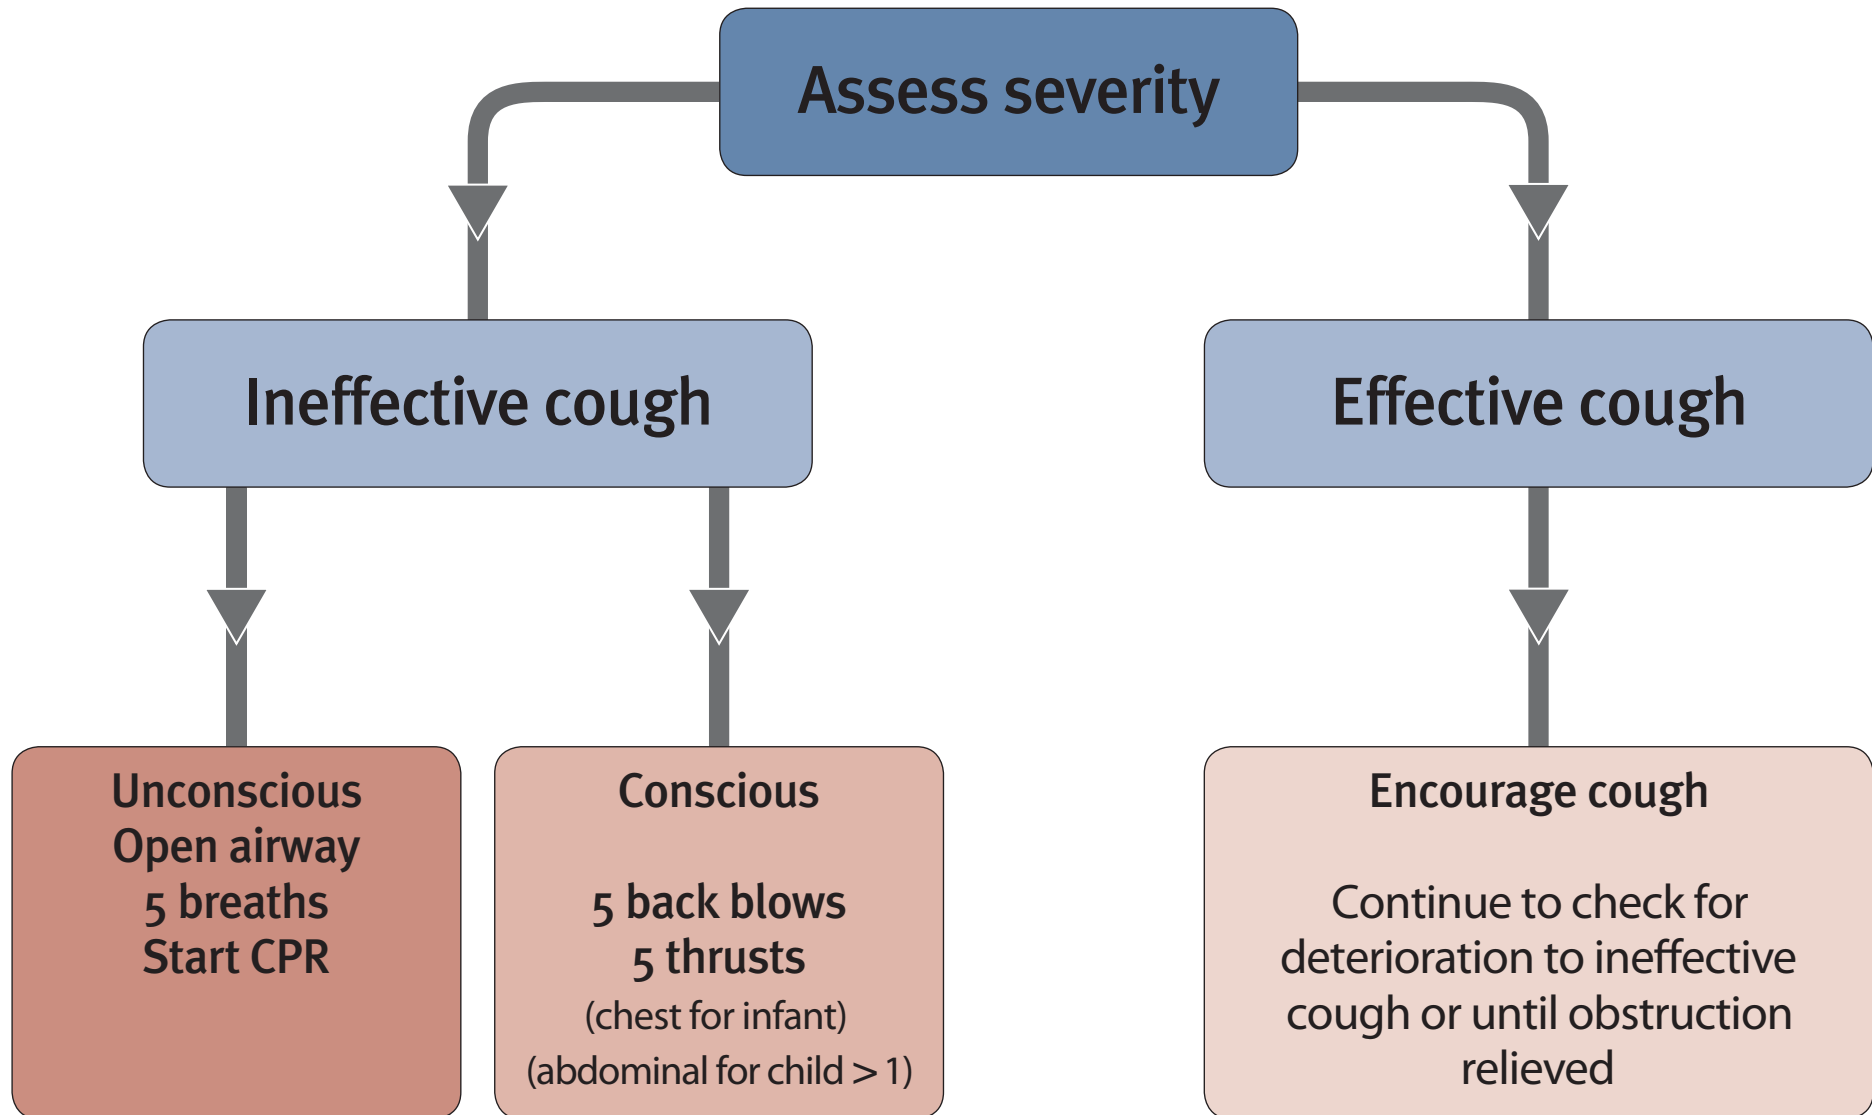 Assess severity
Ineffective cough
Effective cough
Unconscious
Open airway
5 breaths
Start CPR
Conscious
5 back blows
5 thrusts
(chest for infant)
(abdominal for child > 1)
Encourage cough
Continue to check for
deterioration to ineffective
cough or until obstruction
relieved